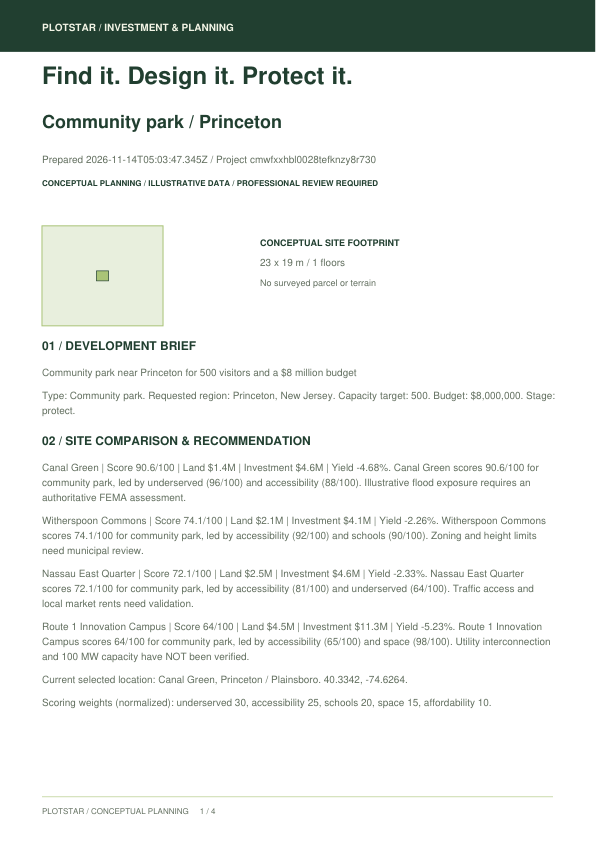 PLOTSTAR / INVESTMENT & PLANNING
Find it. Design it. Protect it.
Community park / Princeton
Prepared 2026-11-14T05:03:47.345Z / Project cmwfxxhbl0028tefknzy8r730
CONCEPTUAL PLANNING / ILLUSTRATIVE DATA / PROFESSIONAL REVIEW REQUIRED
CONCEPTUAL SITE FOOTPRINT
23 x 19 m / 1 floors
No surveyed parcel or terrain
01 / DEVELOPMENT BRIEF
Community park near Princeton for 500 visitors and a $8 million budget
Type: Community park. Requested region: Princeton, New Jersey. Capacity target: 500. Budget: $8,000,000. Stage:
protect.
02 / SITE COMPARISON & RECOMMENDATION
Canal Green | Score 90.6/100 | Land $1.4M | Investment $4.6M | Yield -4.68%. Canal Green scores 90.6/100 for
community park, led by underserved (96/100) and accessibility (88/100). Illustrative flood exposure requires an
authoritative FEMA assessment.
Witherspoon Commons | Score 74.1/100 | Land $2.1M | Investment $4.1M | Yield -2.26%. Witherspoon Commons
scores 74.1/100 for community park, led by accessibility (92/100) and schools (90/100). Zoning and height limits
need municipal review.
Nassau East Quarter | Score 72.1/100 | Land $2.5M | Investment $4.6M | Yield -2.33%. Nassau East Quarter
scores 72.1/100 for community park, led by accessibility (81/100) and underserved (64/100). Traffic access and
local market rents need validation.
Route 1 Innovation Campus | Score 64/100 | Land $4.5M | Investment $11.3M | Yield -5.23%. Route 1 Innovation
Campus scores 64/100 for community park, led by accessibility (65/100) and space (98/100). Utility interconnection
and 100 MW capacity have NOT been verified.
Current selected location: Canal Green, Princeton / Plainsboro. 40.3342, -74.6264.
Scoring weights (normalized): underserved 30, accessibility 25, schools 20, space 15, affordability 10.
PLOTSTAR / CONCEPTUAL PLANNING 1 / 4